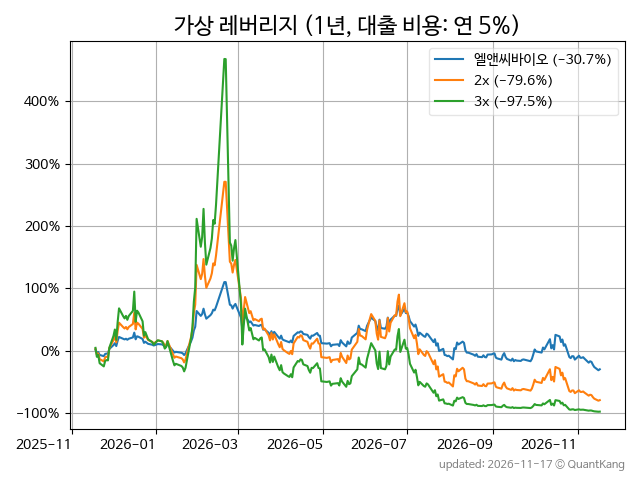 가상 레버리지 (1년, 대출 비용: 연 5%)
엘앤씨바이오 (−30.7%)
2x (−79.6%)
3x (−97.5%)
400%
300%
200%
100%
0%
−100%
2025-11 2026-01 2026-03 2026-05 2026-07 2026-09 2026-11
updated: 2026-11-17 © QuantKang